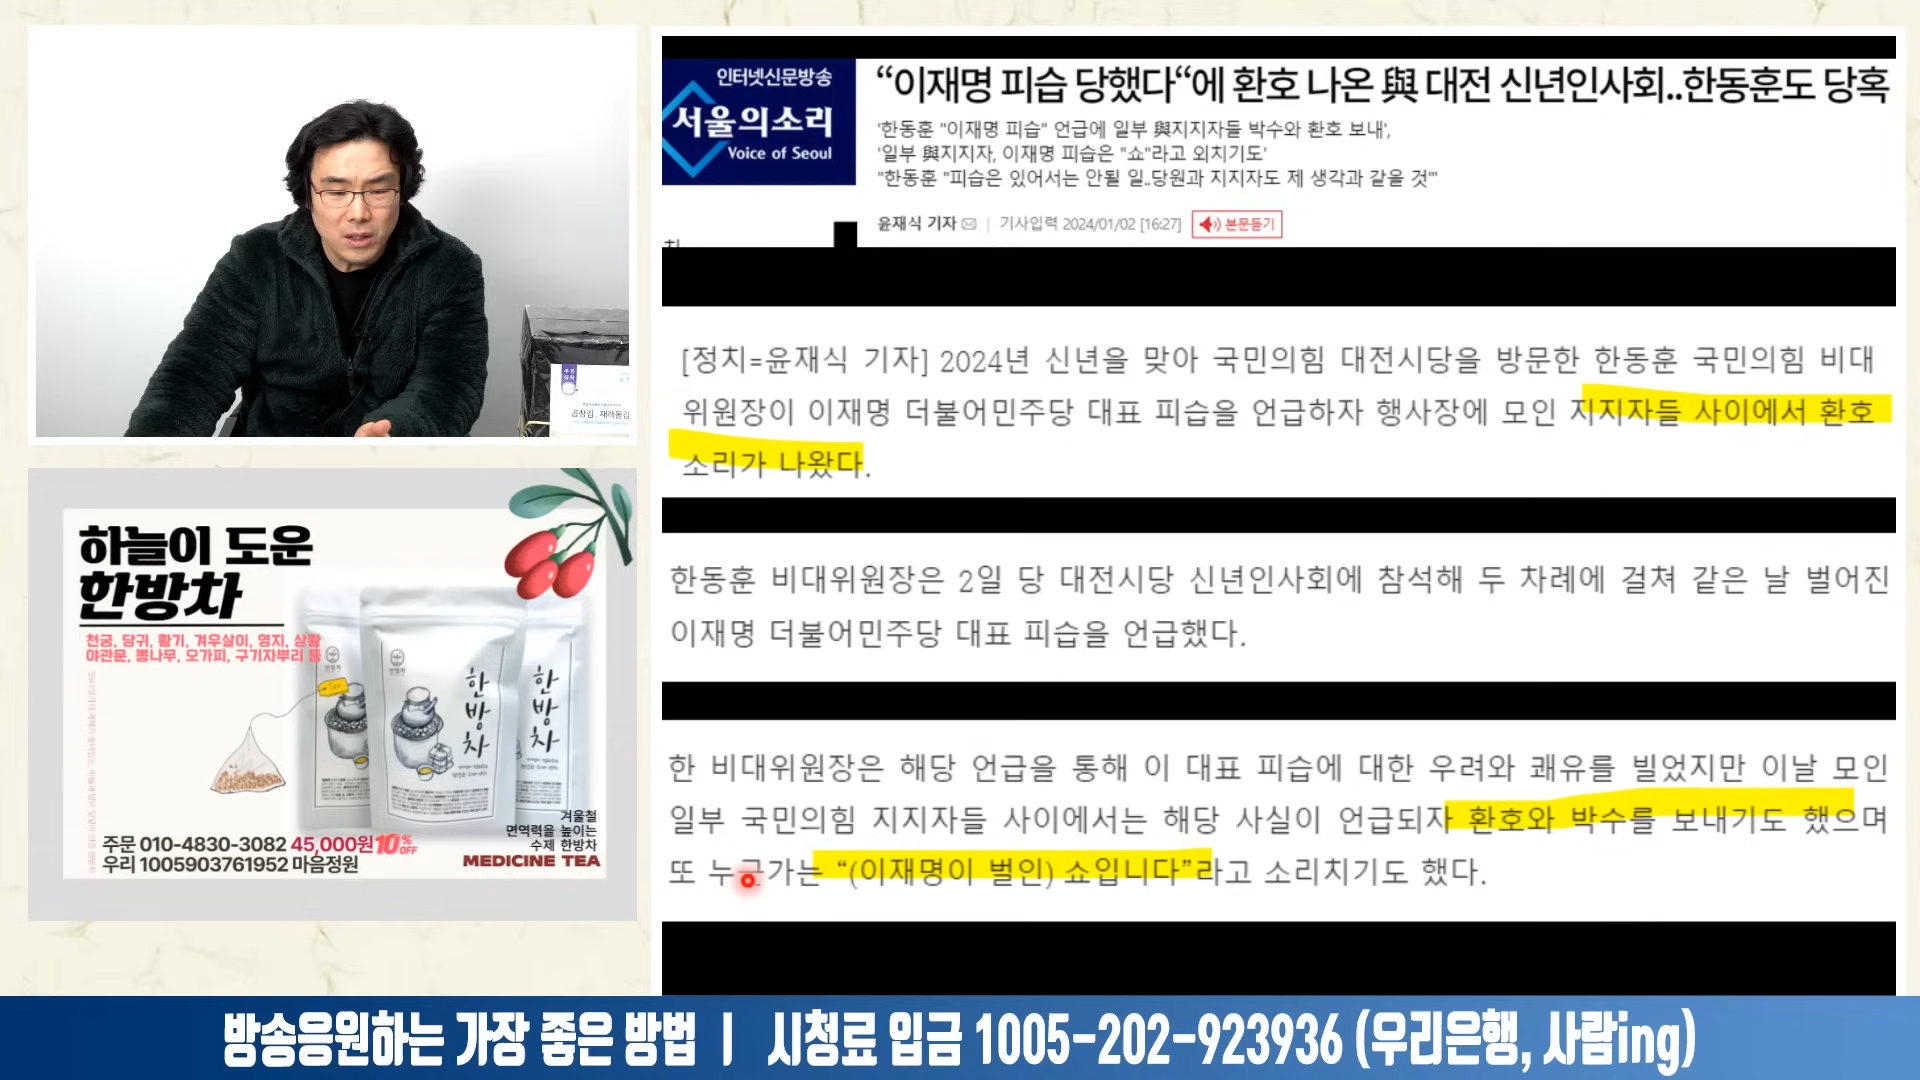 인터넷신문방송
서울의소리
Voice of Seoul
“이재명 피습 당했다“에 환호 나온 與 대전 신년인사회..한동훈도 당혹
'한동훈 "이재명 피습" 언급에 일부 與지지자들 박수와 환호 보내',
'일부 與지지자, 이재명 피습은 "쇼"라고 외치기도'
"한동훈 "피습은 있어서는 안될 일..당원과 지지자도 제 생각과 같을 것""
윤재식 기자 | 기사입력 2024/01/02 [16:27] 본문듣기
[정치=윤재식 기자] 2024년 신년을 맞아 국민의힘 대전시당을 방문한 한동훈 국민의힘 비대
위원장이 이재명 더불어민주당 대표 피습을 언급하자 행사장에 모인 지지자들 사이에서 환호
소리가 나왔다.
한동훈 비대위원장은 2일 당 대전시당 신년인사회에 참석해 두 차례에 걸쳐 같은 날 벌어진
이재명 더불어민주당 대표 피습을 언급했다.
한 비대위원장은 해당 언급을 통해 이 대표 피습에 대한 우려와 쾌유를 빌었지만 이날 모인
일부 국민의힘 지지자들 사이에서는 해당 사실이 언급되자 환호와 박수를 보내기도 했으며
또 누군가는 “(이재명이 벌인) 쇼입니다”라고 소리치기도 했다.
곱창김, 재래돌김
하늘이 도운
한방차
천궁, 당귀, 황기, 겨우살이, 영지, 상황
야관문, 뽕나무, 오가피, 구기자뿌리 등
한방차
한방차
겨울철
면역력을 높이는
수제 한방차
MEDICINE TEA
주문 010-4830-3082 45,000원 10% OFF
우리 1005903761952 마음정원
방송응원하는 가장 좋은 방법 | 시청료 입금 1005-202-923936 (우리은행, 사람ing)